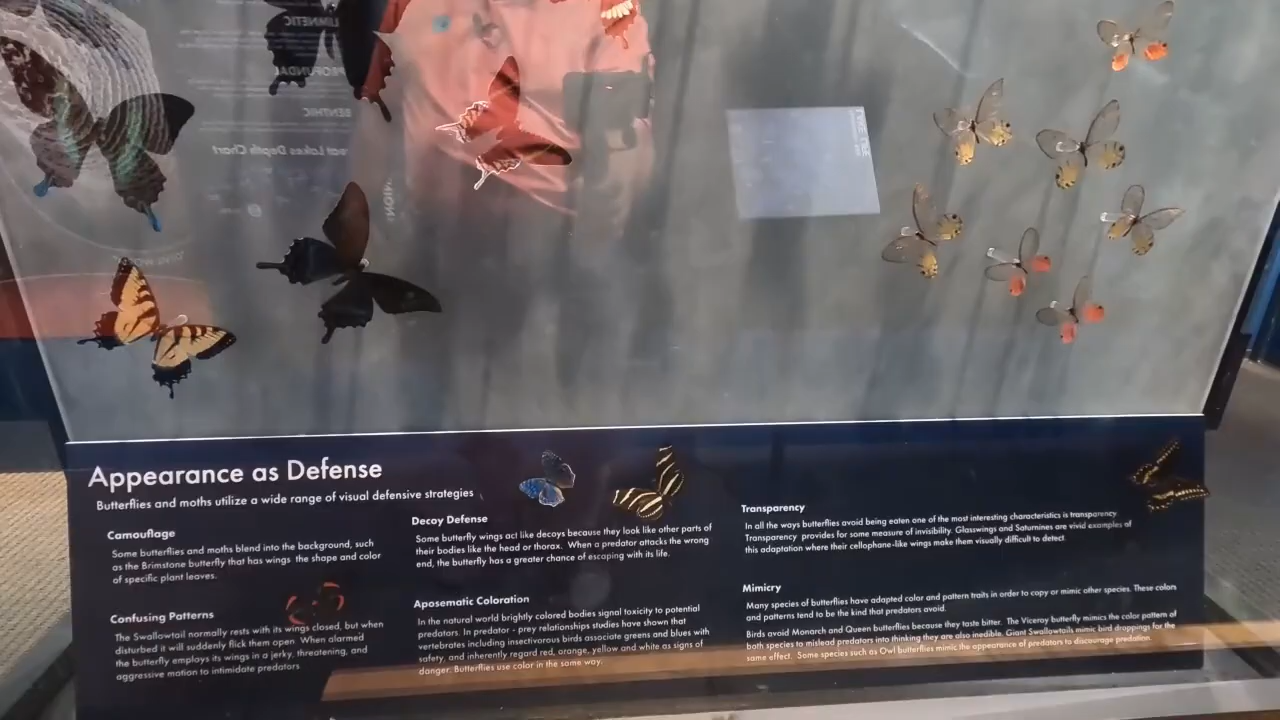 LIMNETIC
PROFUNDAL
BENTHIC
eat Lakes Depth Chart
Appearance as Defense
Butterflies and moths utilize a wide range of visual defensive strategies
Camouflage
Some butterflies and moths blend into the background, such
as the Brimstone butterfly that has wings the shape and color
of specific plant leaves.
Confusing Patterns
The Swallowtail normally rests with its wings closed, but when
disturbed it will suddenly flick them open. When alarmed
the butterfly employs its wings in a jerky, threatening, and
aggressive motion to intimidate predators
Decoy Defense
Some butterfly wings act like decoys because they look like other parts of
their bodies like the head or thorax. When a predator attacks the wrong
end, the butterfly has a greater chance of escaping with its life.
Aposematic Coloration
In the natural world brightly colored bodies signal toxicity to potential
predators. In predator - prey relationships studies have shown that
vertebrates including insectivorous birds associate greens and blues with
safety, and inherently regard red, orange, yellow and white as signs of
danger. Butterflies use color in the same way.
Transparency
In all the ways butterflies avoid being eaten one of the most interesting characteristics is transparency.
Transparency provides for some measure of invisibility. Glasswings and Saturnines are vivid examples of
this adaptation where their cellophane-like wings make them visually difficult to detect.
Mimicry
Many species of butterflies have adapted color and pattern traits in order to copy or mimic other species. These colors
and patterns tend to be the kind that predators avoid.
Birds avoid Monarch and Queen butterflies because they taste bitter. The Viceroy butterfly mimics the color pattern of
both species to mislead predators into thinking they are also inedible. Giant Swallowtails mimic bird droppings for the
same effect. Some species such as Owl butterflies mimic the appearance of predators to discourage predation.